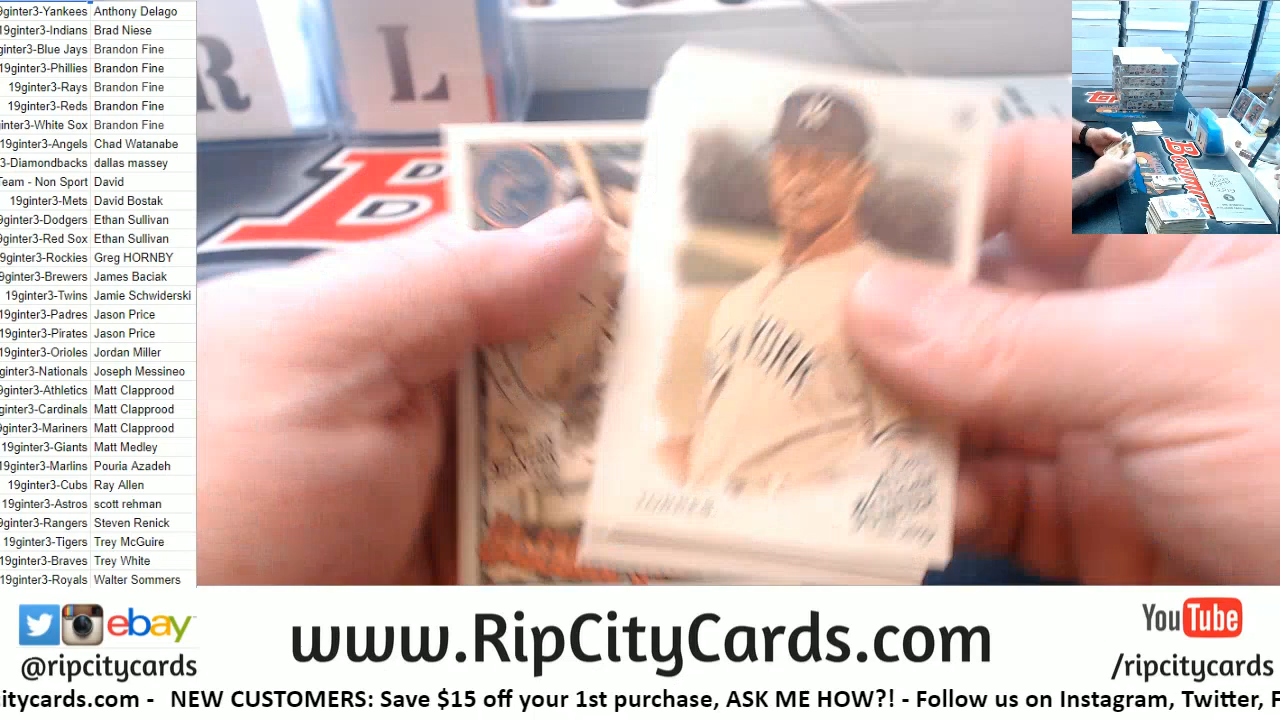 9ginter3-Yankees Anthony Delago
19ginter3-Indians Brad Niese
ginter3-Blue Jays Brandon Fine
19ginter3-Phillies Brandon Fine
19ginter3-Rays Brandon Fine
19ginter3-Reds Brandon Fine
inter3-White Sox Brandon Fine
19ginter3-Angels Chad Watanabe
3-Diamondbacks dallas massey
Team - Non Sport David
19ginter3-Mets David Bostak
9ginter3-Dodgers Ethan Sullivan
9ginter3-Red Sox Ethan Sullivan
9ginter3-Rockies Greg HORNBY
9ginter3-Brewers James Baciak
19ginter3-Twins Jamie Schwiderski
19ginter3-Padres Jason Price
19ginter3-Pirates Jason Price
19ginter3-Orioles Jordan Miller
inter3-Nationals Joseph Messineo
9ginter3-Athletics Matt Clapprood
ginter3-Cardinals Matt Clapprood
9ginter3-Mariners Matt Clapprood
19ginter3-Giants Matt Medley
19ginter3-Marlins Pouria Azadeh
19ginter3-Cubs Ray Allen
19ginter3-Astros scott rehman
9ginter3-Rangers Steven Renick
19ginter3-Tigers Trey McGuire
19ginter3-Braves Trey White
19ginter3-Royals Walter Sommers
R L
B D D
ebay
@ripcitycards
www.RipCityCards.com
YouTube
/ripcitycards
citycards.com - NEW CUSTOMERS: Save $15 off your 1st purchase, ASK ME HOW?! - Follow us on Instagram, Twitter, F